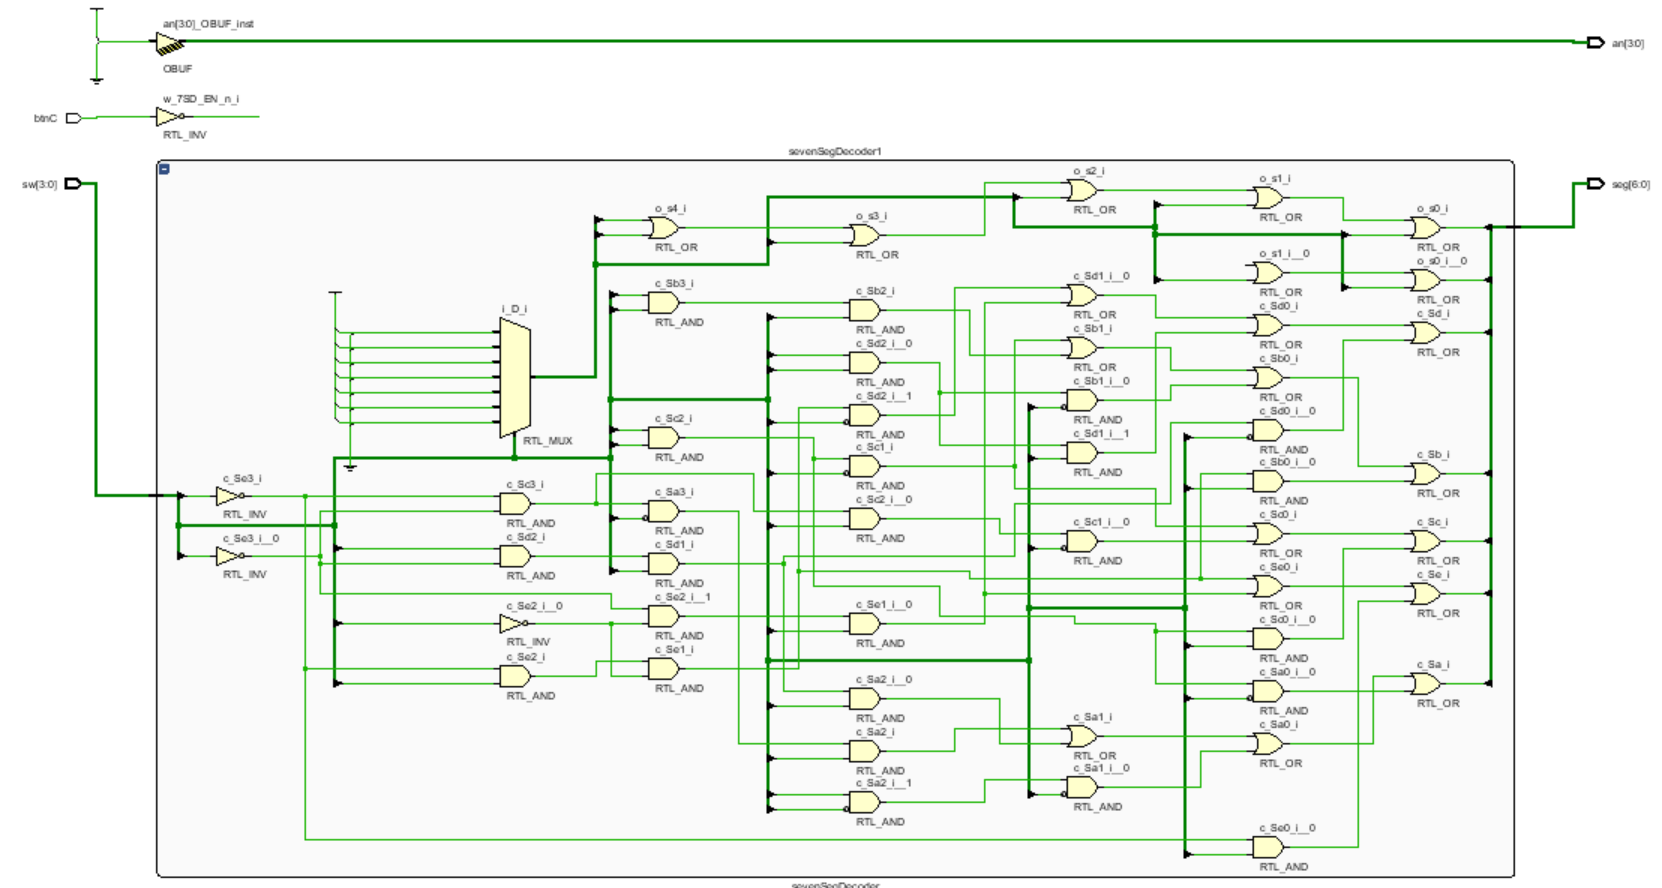 an[3:0]_OBUF_inst
OBUF
an[3:0]
w_7SD_EN_n_i
btnC
RTL_INV
sevenSegDecoder1
sw[3:0]
seg[6:0]
o_s4_i
RTL_OR
o_s3_i
RTL_OR
o_s2_i
RTL_OR
o_s1_i
RTL_OR
o_s0_i
RTL_OR
o_s1_i__0
RTL_OR
o_s0_i__0
RTL_OR
i_D_i
RTL_MUX
c_Sb3_i
RTL_AND
c_Sb2_i
RTL_AND
c_Sd1_i__0
RTL_OR
c_Sd0_i
RTL_OR
c_Sd_i
RTL_OR
c_Sd2_i__0
RTL_AND
c_Sb1_i
RTL_OR
c_Sb0_i
RTL_OR
c_Sd2_i__1
RTL_AND
c_Sb1_i__0
RTL_AND
c_Sd0_i__0
RTL_AND
c_Sc2_i
RTL_AND
c_Sc1_i
RTL_AND
c_Sd1_i__1
RTL_AND
c_Sb0_i__0
RTL_AND
c_Sb_i
RTL_OR
c_Se3_i
RTL_INV
c_Sc3_i
RTL_AND
c_Sa3_i
RTL_AND
c_Sc2_i__0
RTL_AND
c_Sc1_i__0
RTL_AND
c_Sc0_i
RTL_OR
c_Sc_i
RTL_OR
c_Se3_i__0
RTL_INV
c_Sd2_i
RTL_AND
c_Sd1_i
RTL_AND
c_Se0_i
RTL_OR
c_Se_i
RTL_OR
c_Se2_i__0
RTL_INV
c_Se2_i__1
RTL_AND
c_Se1_i__0
RTL_AND
c_Sc0_i__0
RTL_AND
c_Se2_i
RTL_AND
c_Se1_i
RTL_AND
c_Sa2_i__0
RTL_AND
c_Sa0_i__0
RTL_AND
c_Sa_i
RTL_OR
c_Sa2_i
RTL_AND
c_Sa1_i
RTL_OR
c_Sa0_i
RTL_OR
c_Sa2_i__1
RTL_AND
c_Sa1_i__0
RTL_AND
c_Se0_i__0
RTL_AND
sevenSegDecoder